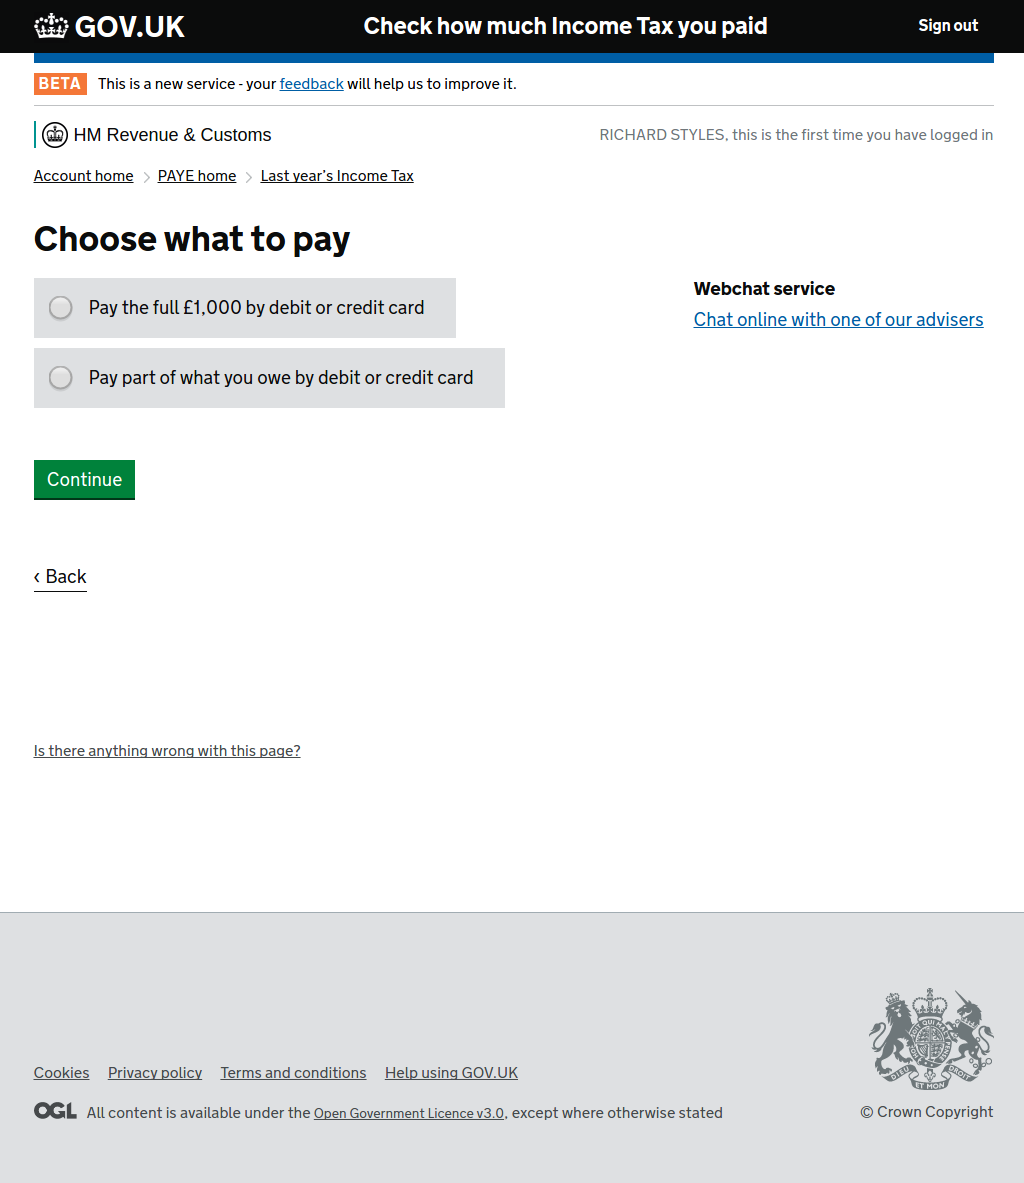 GOV.UK Check how much Income Tax you paid Sign out
BETA This is a new service - your feedback will help us to improve it.
HM Revenue & Customs RICHARD STYLES, this is the first time you have logged in
Account home PAYE home Last year’s Income Tax
Choose what to pay
Pay the full £1,000 by debit or credit card
Pay part of what you owe by debit or credit card
Webchat service
Chat online with one of our advisers
Continue
‹ Back
Is there anything wrong with this page?
DIEU ET MON DROIT
Cookies Privacy policy Terms and conditions Help using GOV.UK
OGL All content is available under the Open Government Licence v3.0, except where otherwise stated
© Crown Copyright